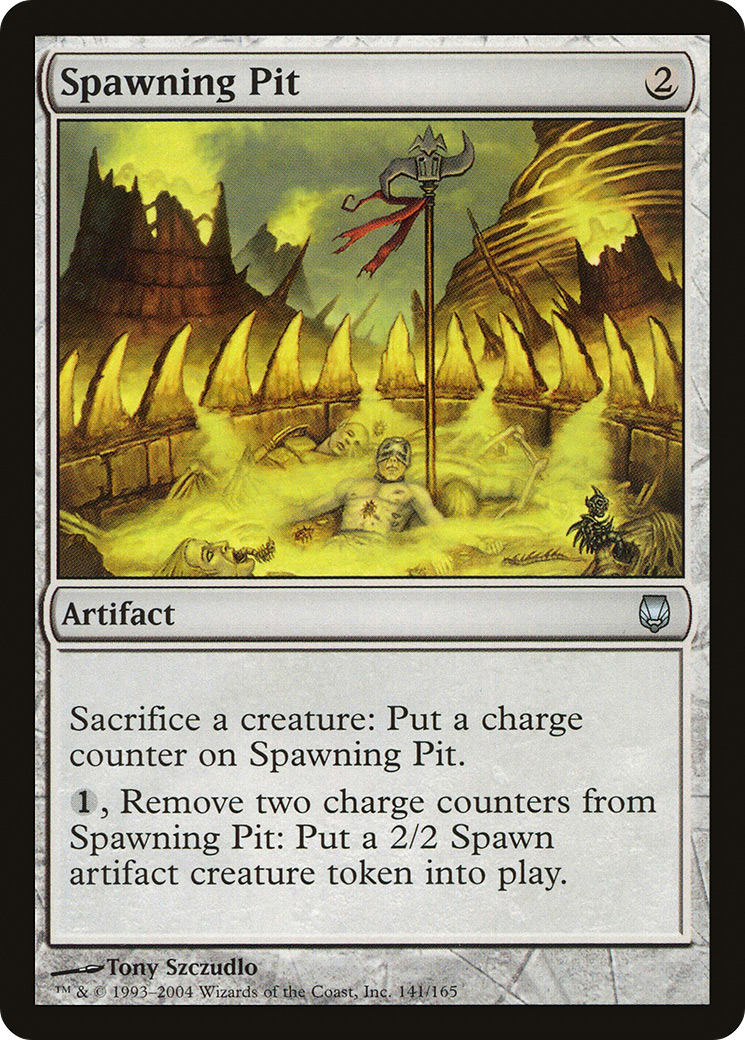 Spawning Pit
2
Artifact
Sacrifice a creature: Put a charge
counter on Spawning Pit.
1, Remove two charge counters from
Spawning Pit: Put a 2/2 Spawn
artifact creature token into play.
Tony Szczudlo
™ & © 1993–2004 Wizards of the Coast, Inc. 141/165